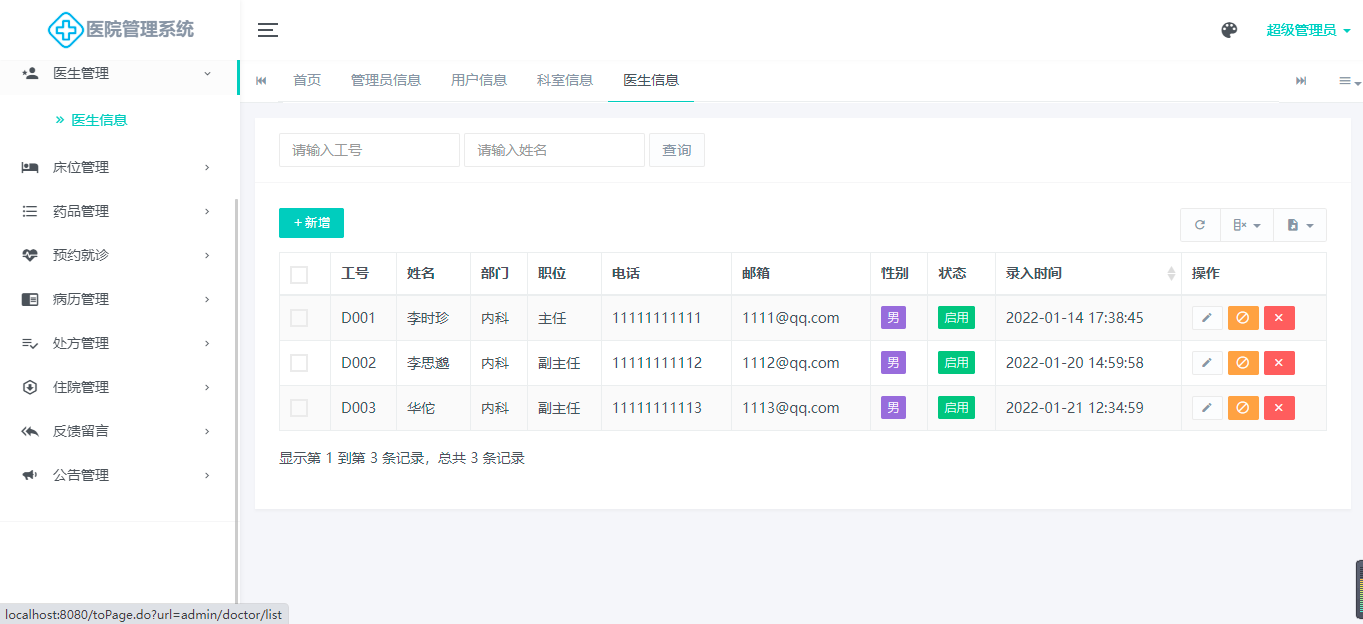 医院管理系统
超级管理员
医生管理
医生信息
床位管理
药品管理
预约就诊
病历管理
处方管理
住院管理
反馈留言
公告管理
首页 管理员信息 用户信息 科室信息 医生信息
请输入工号 请输入姓名 查询
+新增
工号 姓名 部门 职位 电话 邮箱 性别 状态 录入时间 操作
D001 李时珍 内科 主任 11111111111 1111@qq.com 男 启用 2022-01-14 17:38:45
D002 李思邈 内科 副主任 11111111112 1112@qq.com 男 启用 2022-01-20 14:59:58
D003 华佗 内科 副主任 11111111113 1113@qq.com 男 启用 2022-01-21 12:34:59
显示第 1 到第 3 条记录，总共 3 条记录
localhost:8080/toPage.do?url=admin/doctor/list